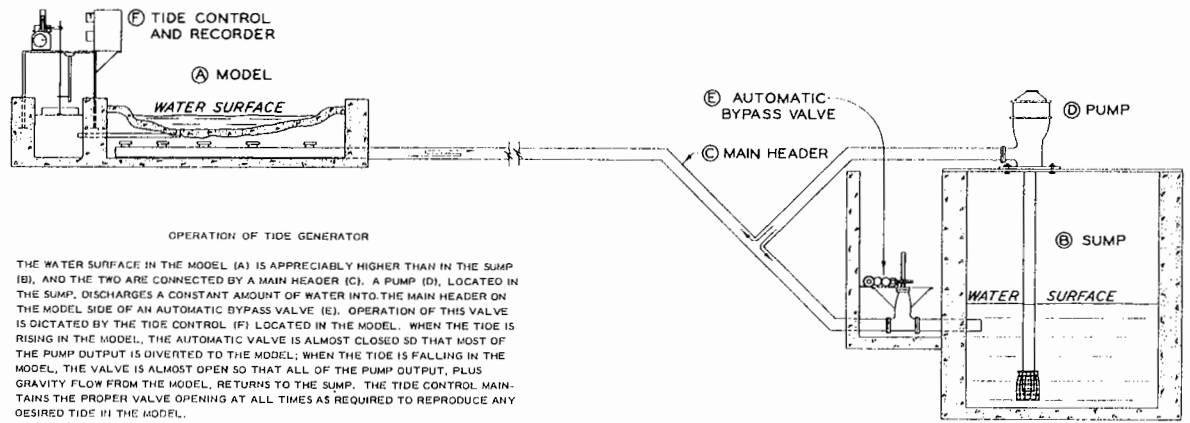 Ⓕ TIDE CONTROL
AND RECORDER
Ⓐ MODEL
WATER SURFACE
Ⓔ AUTOMATIC
BYPASS VALVE
Ⓓ PUMP
Ⓒ MAIN HEADER
Ⓑ SUMP
WATER SURFACE
OPERATION OF TIDE GENERATOR
THE WATER SURFACE IN THE MODEL (A) IS APPRECIABLY HIGHER THAN IN THE SUMP
(B), AND THE TWO ARE CONNECTED BY A MAIN HEADER (C). A PUMP (D), LOCATED IN
THE SUMP, DISCHARGES A CONSTANT AMOUNT OF WATER INTO THE MAIN HEADER ON
THE MODEL SIDE OF AN AUTOMATIC BYPASS VALVE (E). OPERATION OF THIS VALVE
IS DICTATED BY THE TIDE CONTROL (F) LOCATED IN THE MODEL. WHEN THE TIDE IS
RISING IN THE MODEL, THE AUTOMATIC VALVE IS ALMOST CLOSED SO THAT MOST OF
THE PUMP OUTPUT IS DIVERTED TO THE MODEL; WHEN THE TIDE IS FALLING IN THE
MODEL, THE VALVE IS ALMOST OPEN SO THAT ALL OF THE PUMP OUTPUT, PLUS
GRAVITY FLOW FROM THE MODEL, RETURNS TO THE SUMP. THE TIDE CONTROL MAIN-
TAINS THE PROPER VALVE OPENING AT ALL TIMES AS REQUIRED TO REPRODUCE ANY
DESIRED TIDE IN THE MODEL.